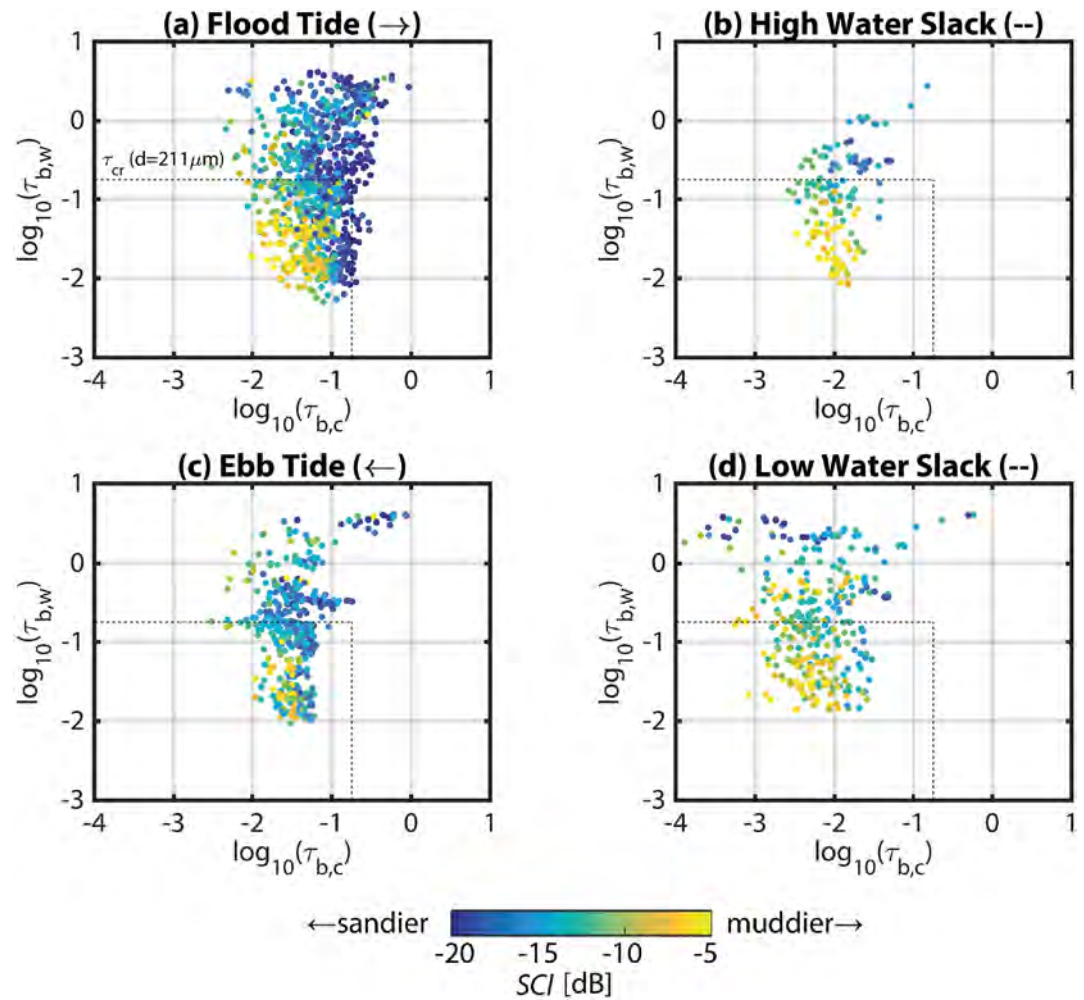 (a) Flood Tide (→)
(b) High Water Slack (--)
1
0
-1
-2
-3
log10(τb,w)
τcr (d=211μm)
-4 -3 -2 -1 0 1
log10(τb,c)
1
0
-1
-2
-3
log10(τb,w)
-4 -3 -2 -1 0 1
log10(τb,c)
(c) Ebb Tide (←)
(d) Low Water Slack (--)
1
0
-1
-2
-3
log10(τb,w)
-4 -3 -2 -1 0 1
log10(τb,c)
1
0
-1
-2
-3
log10(τb,w)
-4 -3 -2 -1 0 1
log10(τb,c)
←sandier
muddier→
-20 -15 -10 -5
SCI [dB]